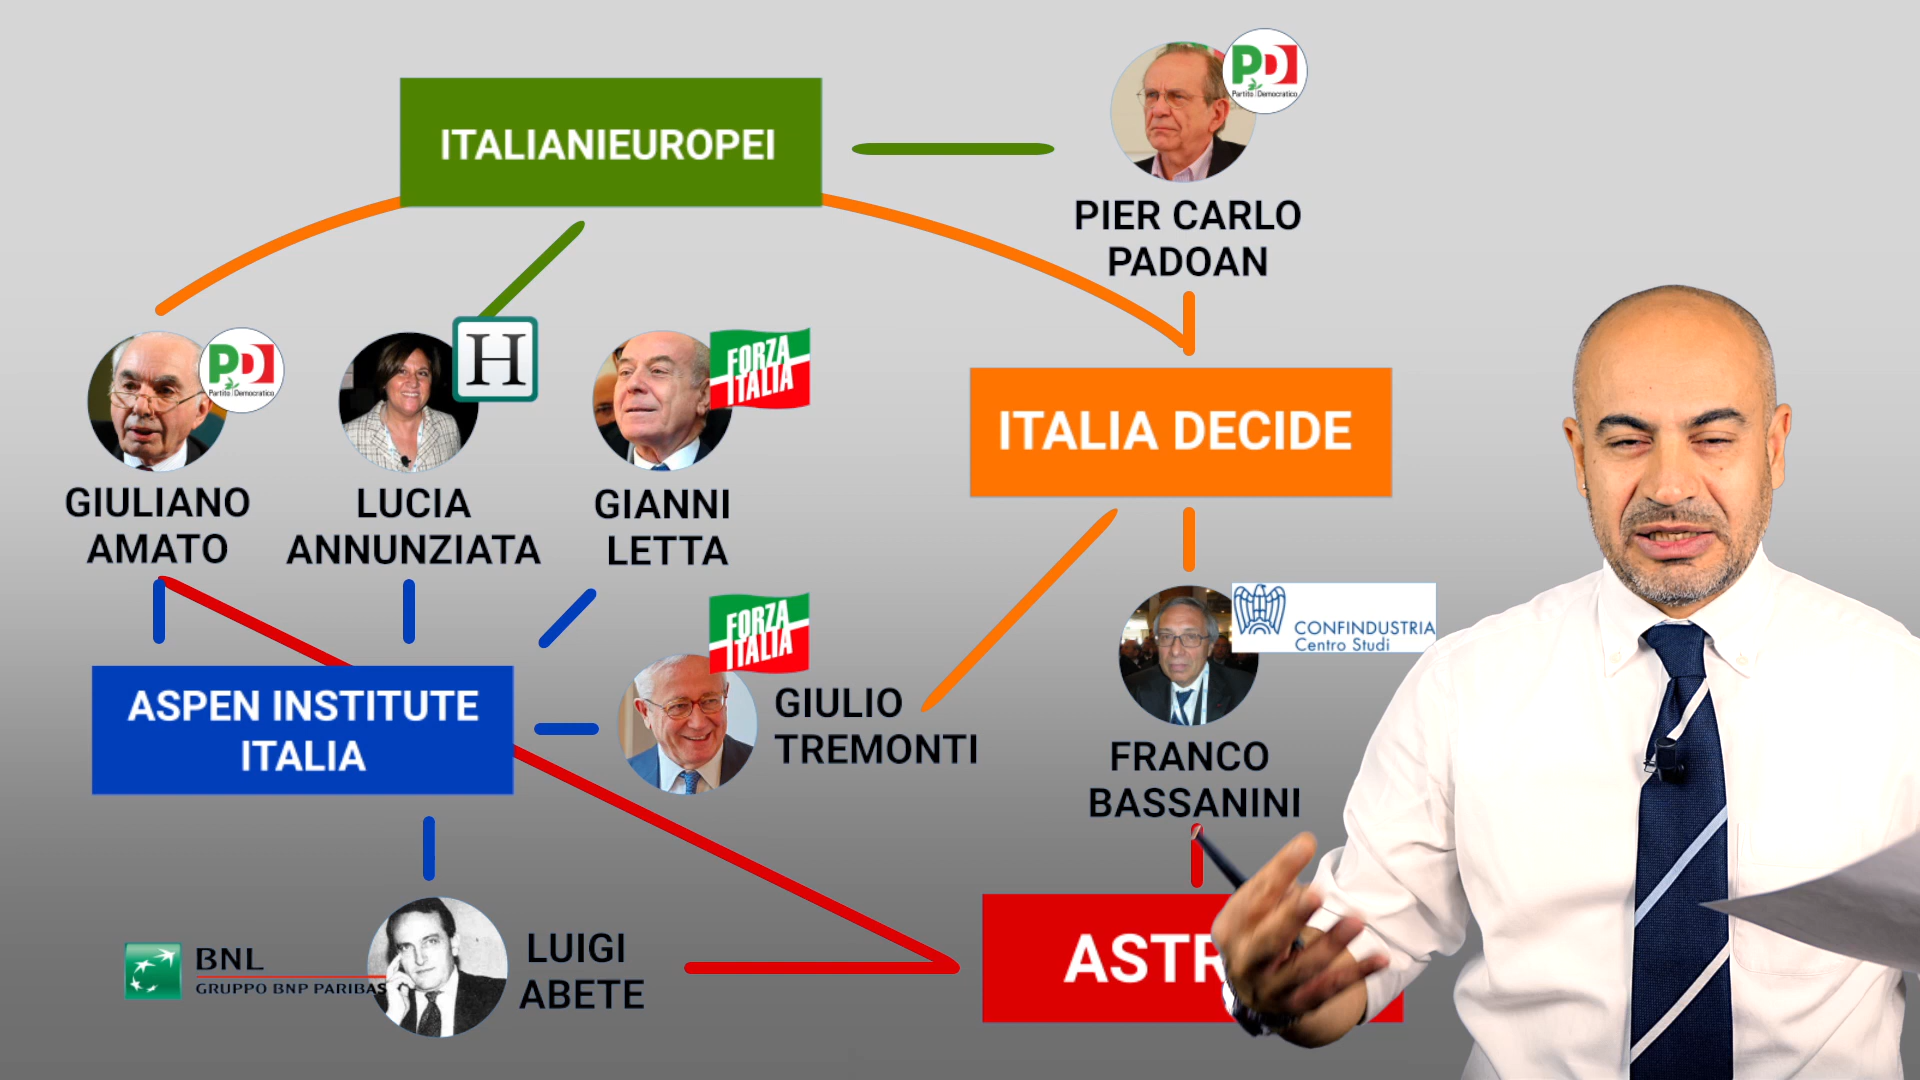 ITALIANIEUROPEI
PD
Partito Democratico
PIER CARLO
PADOAN
PD
Partito Democratico
H
FORZA
ITALIA
GIULIANO
AMATO
LUCIA
ANNUNZIATA
GIANNI
LETTA
ITALIA DECIDE
FORZA
ITALIA
CONFINDUSTRIA
Centro Studi
ASPEN INSTITUTE
ITALIA
GIULIO
TREMONTI
FRANCO
BASSANINI
BNL
GRUPPO BNP PARIBAS
LUIGI
ABETE